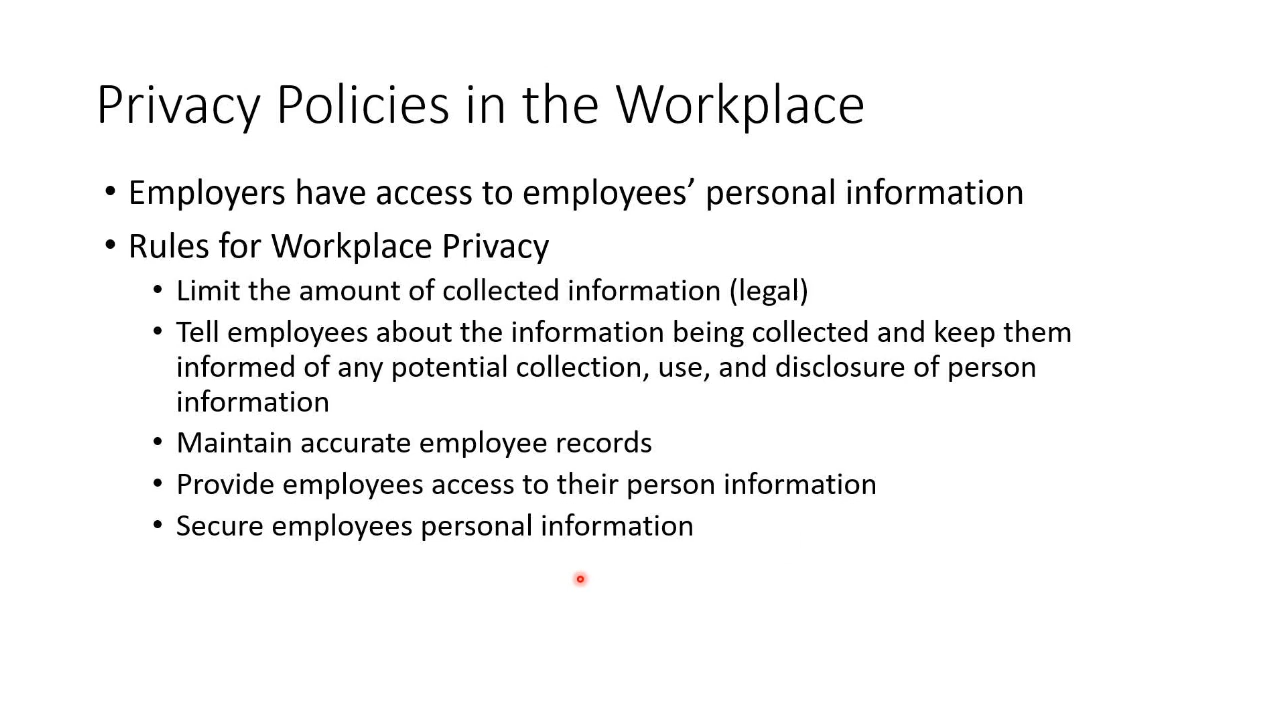 Privacy Policies in the Workplace
• Employers have access to employees’ personal information
• Rules for Workplace Privacy
• Limit the amount of collected information (legal)
• Tell employees about the information being collected and keep them
informed of any potential collection, use, and disclosure of person
information
• Maintain accurate employee records
• Provide employees access to their person information
• Secure employees personal information